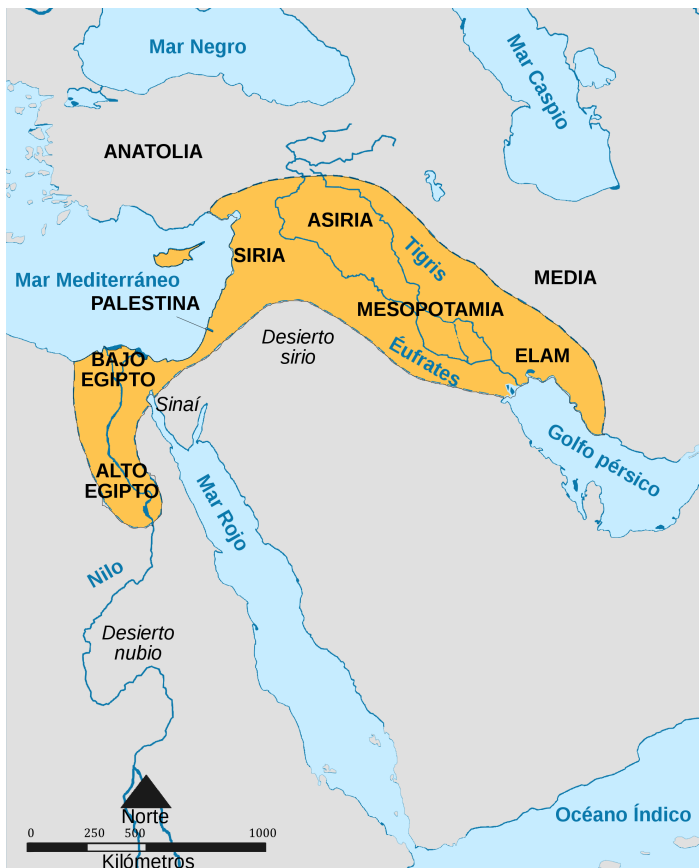 Mar Negro
Mar Caspio
ANATOLIA
ASIRIA
SIRIA
Tigris
Mar Mediterráneo
MEDIA
PALESTINA
MESOPOTAMIA
Desierto
sirio
Éufrates
ELAM
BAJO
EGIPTO
Sinaí
Golfo pérsico
ALTO
EGIPTO
Mar Rojo
Nilo
Desierto
nubio
Norte
Océano Índico
0 250 500 1000
Kilómetros